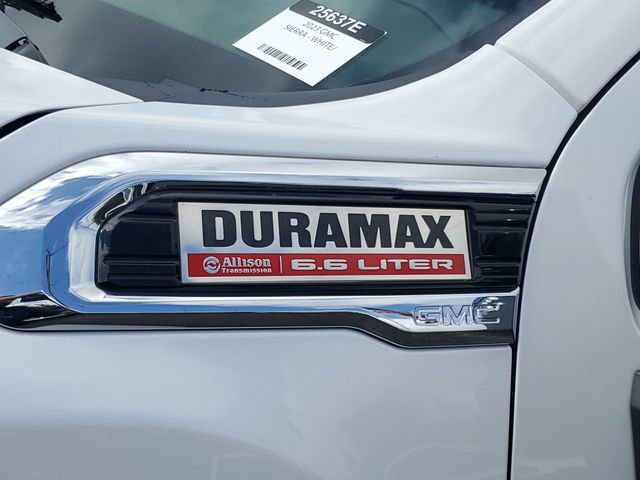 25637E
2023 GMC
SIERRA - WHITE/
DURAMAX
Allison
Transmission
6.6 LITER
GMC